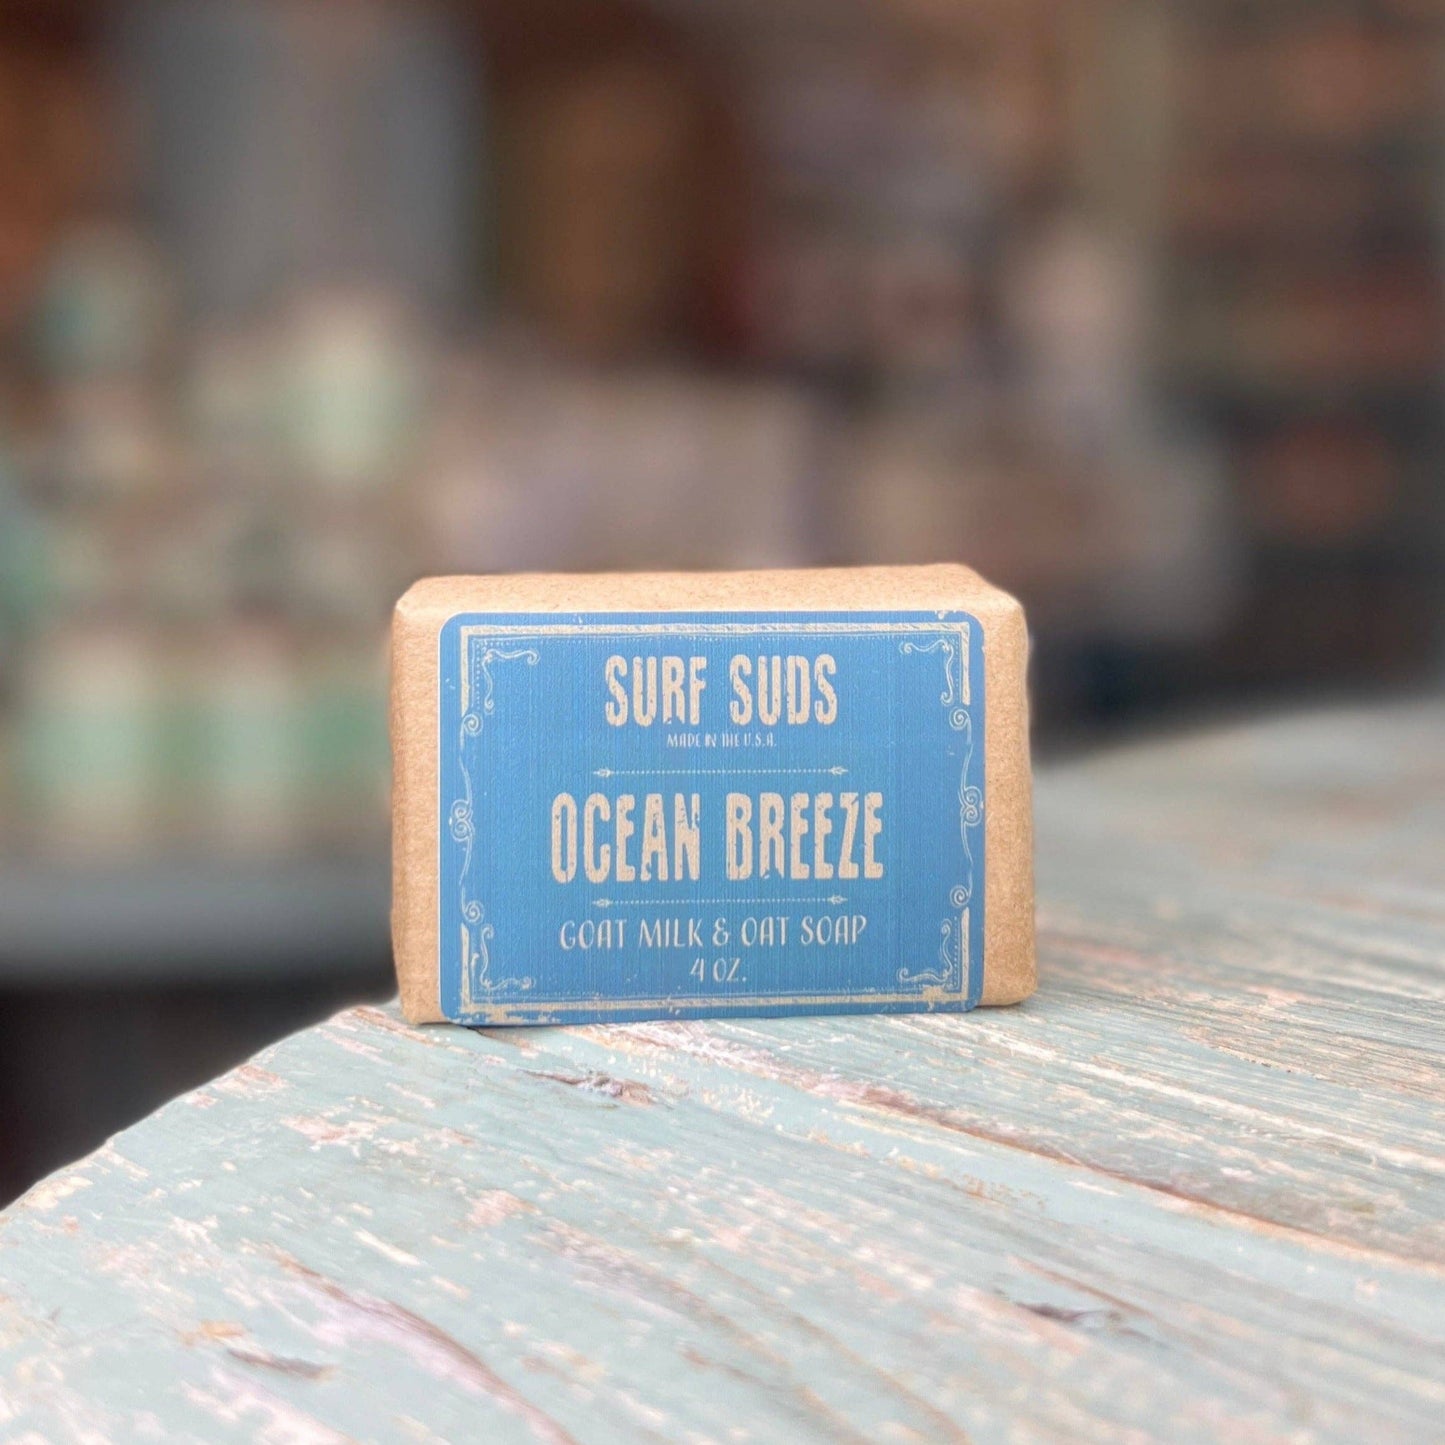 SURF SUDS
MADE IN THE U.S.A.
OCEAN BREEZE
GOAT MILK & OAT SOAP
4 OZ.